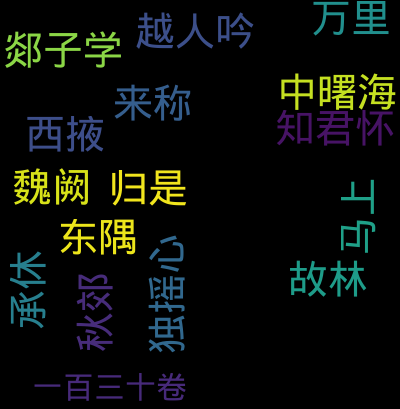 万里
越人吟
郯子学
中曙海
来称
知君怀
西掖
魏阙
归是
马上
东隅
故林
独摇心
承休
秋郊
一百三十卷